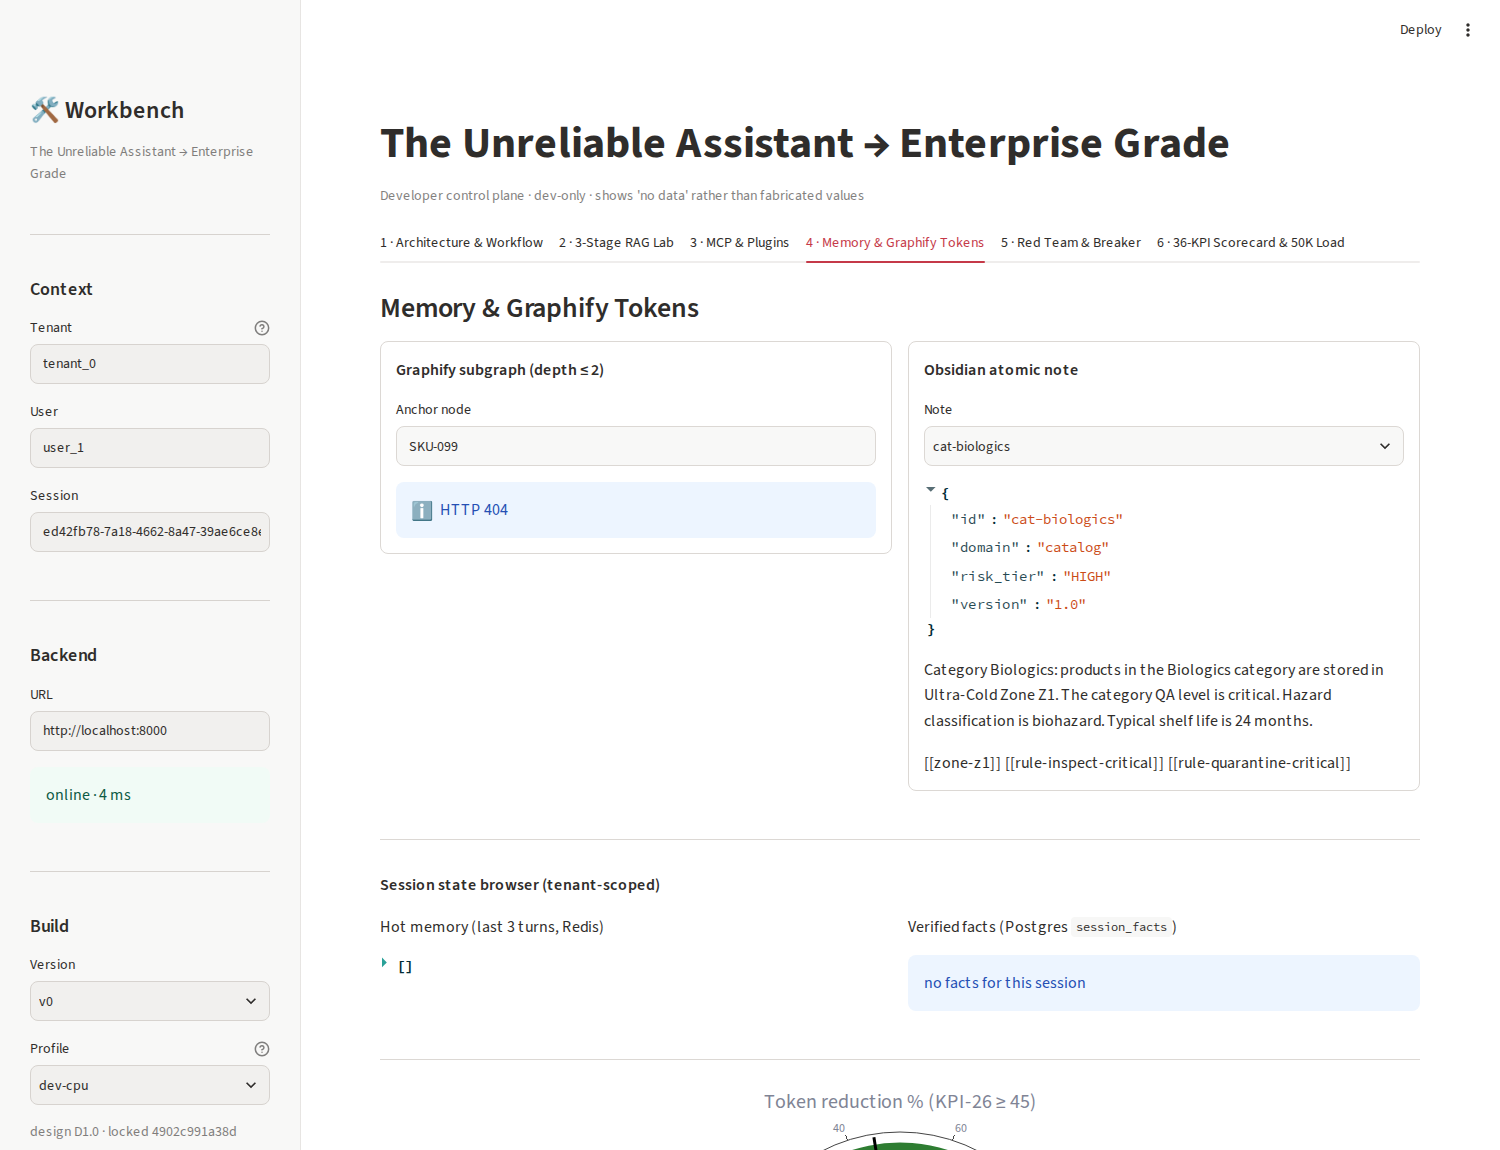 Deploy
🛠️ Workbench
The Unreliable Assistant → Enterprise
Grade
Context
Tenant
tenant_0
User
user_1
Session
ed42fb78-7a18-4662-8a47-39ae6ce8e
Backend
URL
http://localhost:8000
online · 4 ms
Build
Version
v0
Profile
dev-cpu
design D1.0 · locked 4902c991a38d
The Unreliable Assistant → Enterprise Grade
Developer control plane · dev-only · shows 'no data' rather than fabricated values
1 · Architecture & Workflow 2 · 3-Stage RAG Lab 3 · MCP & Plugins 4 · Memory & Graphify Tokens 5 · Red Team & Breaker 6 · 36-KPI Scorecard & 50K Load
Memory & Graphify Tokens
Graphify subgraph (depth ≤ 2)
Anchor node
SKU-099
ℹ️ HTTP 404
Obsidian atomic note
Note
cat-biologics
{
"id" : "cat-biologics"
"domain" : "catalog"
"risk_tier" : "HIGH"
"version" : "1.0"
}
Category Biologics: products in the Biologics category are stored in
Ultra-Cold Zone Z1. The category QA level is critical. Hazard
classification is biohazard. Typical shelf life is 24 months.
[[zone-z1]] [[rule-inspect-critical]] [[rule-quarantine-critical]]
Session state browser (tenant-scoped)
Hot memory (last 3 turns, Redis)
[]
Verified facts (Postgres session_facts )
no facts for this session
Token reduction % (KPI-26 ≥ 45)
40 60